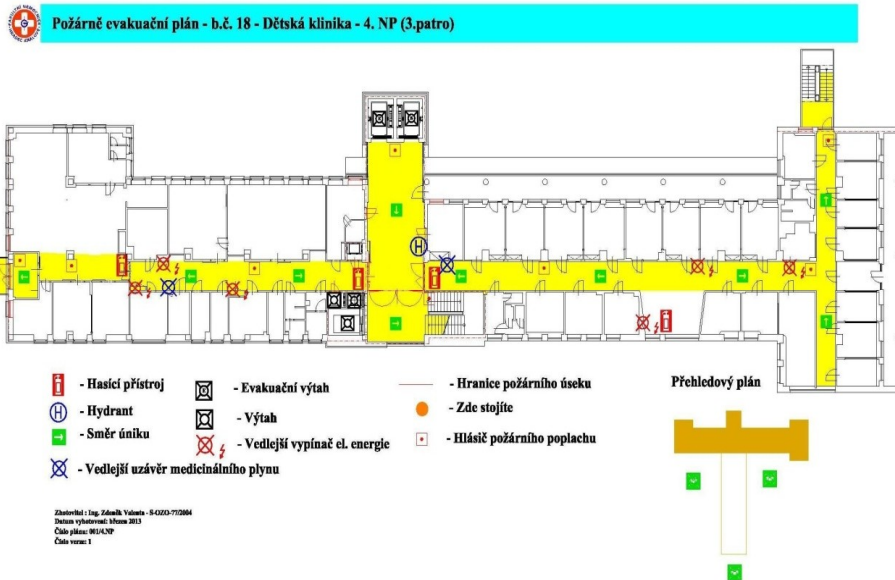 Požárně evakuační plán - b.č. 18 - Dětská klinika - 4. NP (3,patro)
H
- Hasící přístroj
- Hydrant
- Směr úniku
- Vedlejší uzávěr medicinálního plynu
- Evakuační výtah
- Výtah
- Vedlejší vypínač el. energie
- Hranice požárního úseku
- Zde stojíte
- Hlásič požárního poplachu
Přehledový plán
Zhotovitel : Ing. Zdeněk Valenta - S-OZO-77/2004
Datum vyhotovení: březen 2013
Číslo plánu: 001/4.NP
Číslo verze: 1